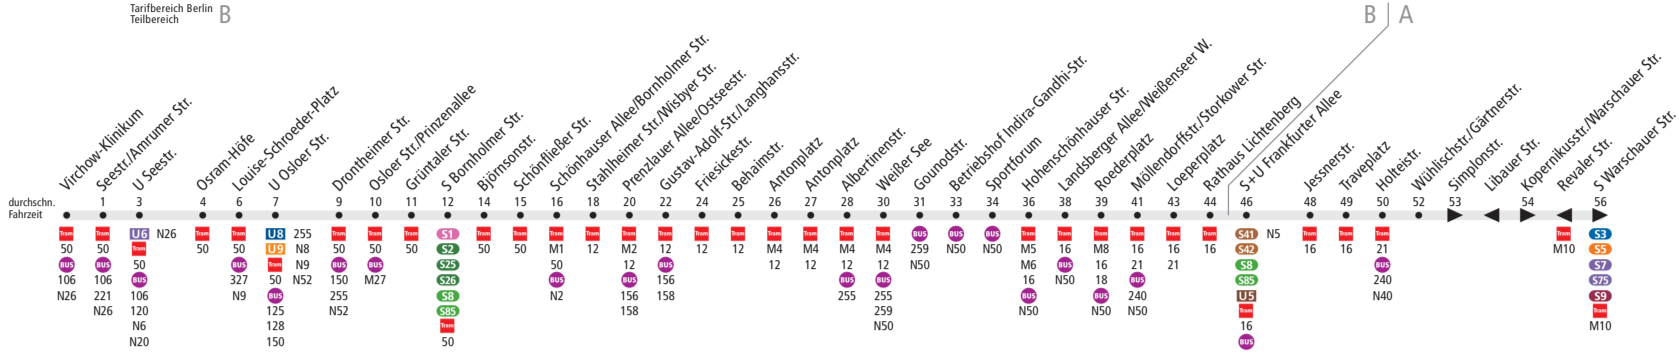 Tarifbereich Berlin B
Teilbereich
B A
Virchow-Klinikum
Seestr./Amrumer Str.
U Seestr.
Osram-Höfe
Louise-Schroeder-Platz
U Osloer Str.
Drontheimer Str.
Osloer Str./Prinzenallee
Grüntaler Str.
S Bornholmer Str.
Björnsonstr.
Schönfließer Str.
Schönhauser Allee/Bornholmer Str.
Stahlheimer Str./Wisbyer Str.
Prenzlauer Allee/Ostseestr.
Gustav-Adolf-Str./Langhansstr.
Friesickestr.
Behaimstr.
Antonplatz
Antonplatz
Albertinenstr.
Weißer See
Gounodstr.
Betriebshof Indira-Gandhi-Str.
Sportforum
Hohenschönhauser Str.
Landsberger Allee/Weißenseer W.
Roederplatz
Möllendorffstr./Storkower Str.
Loeperplatz
Rathaus Lichtenberg
S+U Frankfurter Allee
Jessnerstr.
Traveplatz
Holteistr.
Wühlischstr./Gärtnerstr.
Simplonstr.
Libauer Str.
Kopernikusstr./Warschauer Str.
Revaler Str.
S Warschauer Str.
durchschn. 1 3 4 6 7 9 10 11 12 14 15 16 18 20 22 24 25 26 27 28 30 31 33 34 36 38 39 41 43 44 46 48 49 50 52 53 54 56
Fahrzeit
Tram
50
BUS
106
N26
Tram
50
BUS
106
221
N26
U6 N26
Tram
50
BUS
106
120
N6
N20
Tram
50
Tram
50
BUS
327
N9
U8 255
U9 N8
Tram N9
50 N52
BUS
125
128
150
Tram
50
BUS
150
255
N52
Tram
50
BUS
M27
Tram
50
S1
S2
S25
S26
S8
S85
Tram
50
Tram
50
Tram
50
Tram
M1
50
BUS
N2
Tram
12
Tram
M2
12
BUS
156
158
Tram
12
BUS
156
158
Tram
12
Tram
12
Tram
M4
12
Tram
M4
12
Tram
M4
12
BUS
255
Tram
M4
12
BUS
255
259
N50
BUS
259
N50
BUS
N50
BUS
N50
Tram
M5
M6
16
BUS
N50
Tram
16
BUS
N50
Tram
M8
16
18
BUS
N50
Tram
16
21
BUS
240
N50
Tram
16
21
Tram
16
S41 N5
S42
S8
S85
U5
Tram
16
BUS
Tram
16
Tram
16
Tram
21
BUS
240
N40
Tram
M10
S3
S5
S7
S75
S9
Tram
M10